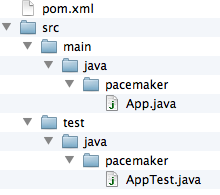 pom.xml
src
main
java
pacemaker
App.java
test
java
pacemaker
AppTest.java